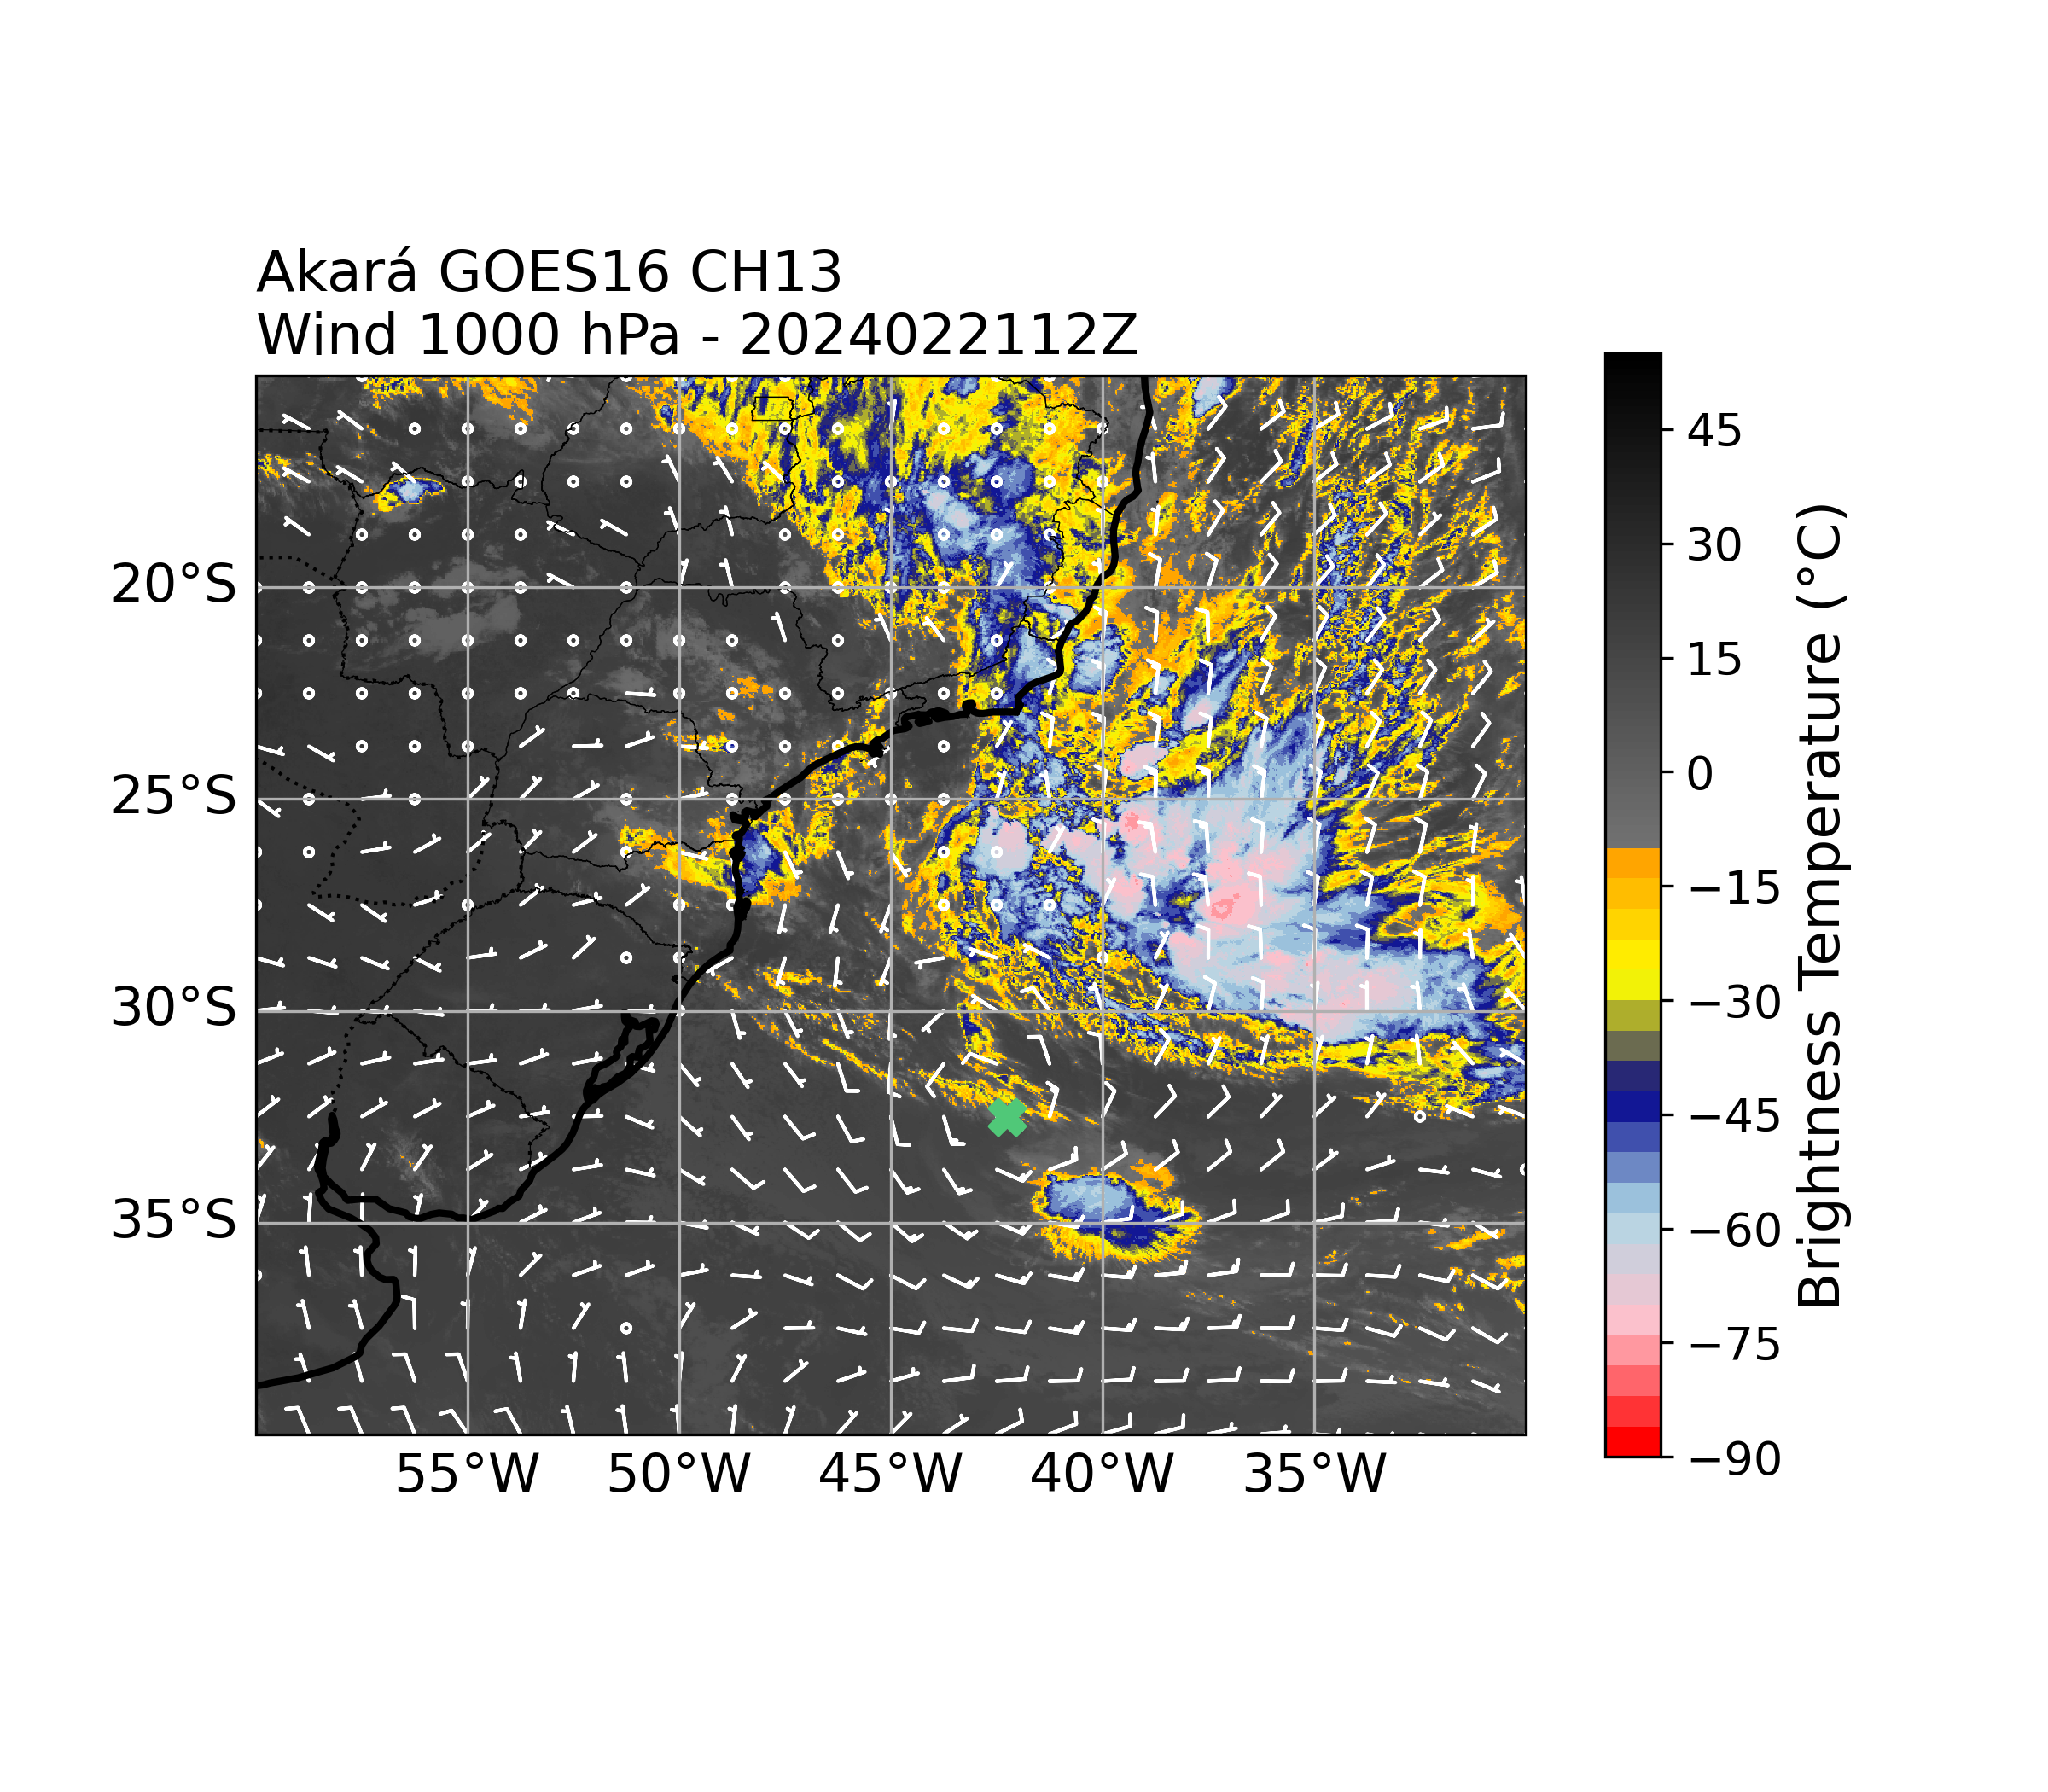 Akará GOES16 CH13
Wind 1000 hPa - 2024022112Z
20°S
25°S
30°S
35°S
55°W
50°W
45°W
40°W
35°W
45
30
15
0
−15
−30
−45
−60
−75
−90
Brightness Temperature (°C)